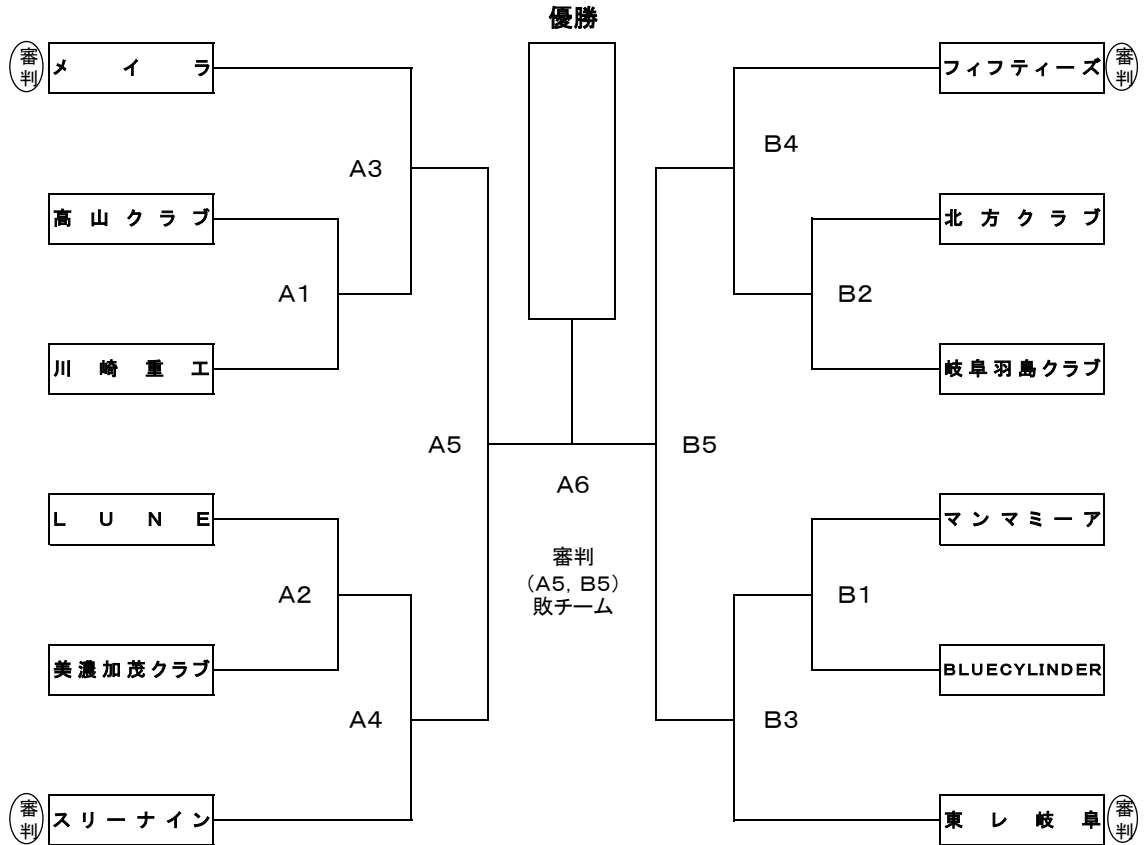 優勝
審判
メイラ
A3
高山クラブ
A1
川崎重工
A5
LUNE
A2
美濃加茂クラブ
A4
審判
スリーナイン
A6
審判
(A5, B5)
敗チーム
フィフティーズ
審判
B4
北方クラブ
B2
岐阜羽島クラブ
B5
マンマミーア
B1
BLUECYLINDER
B3
東レ岐阜
審判